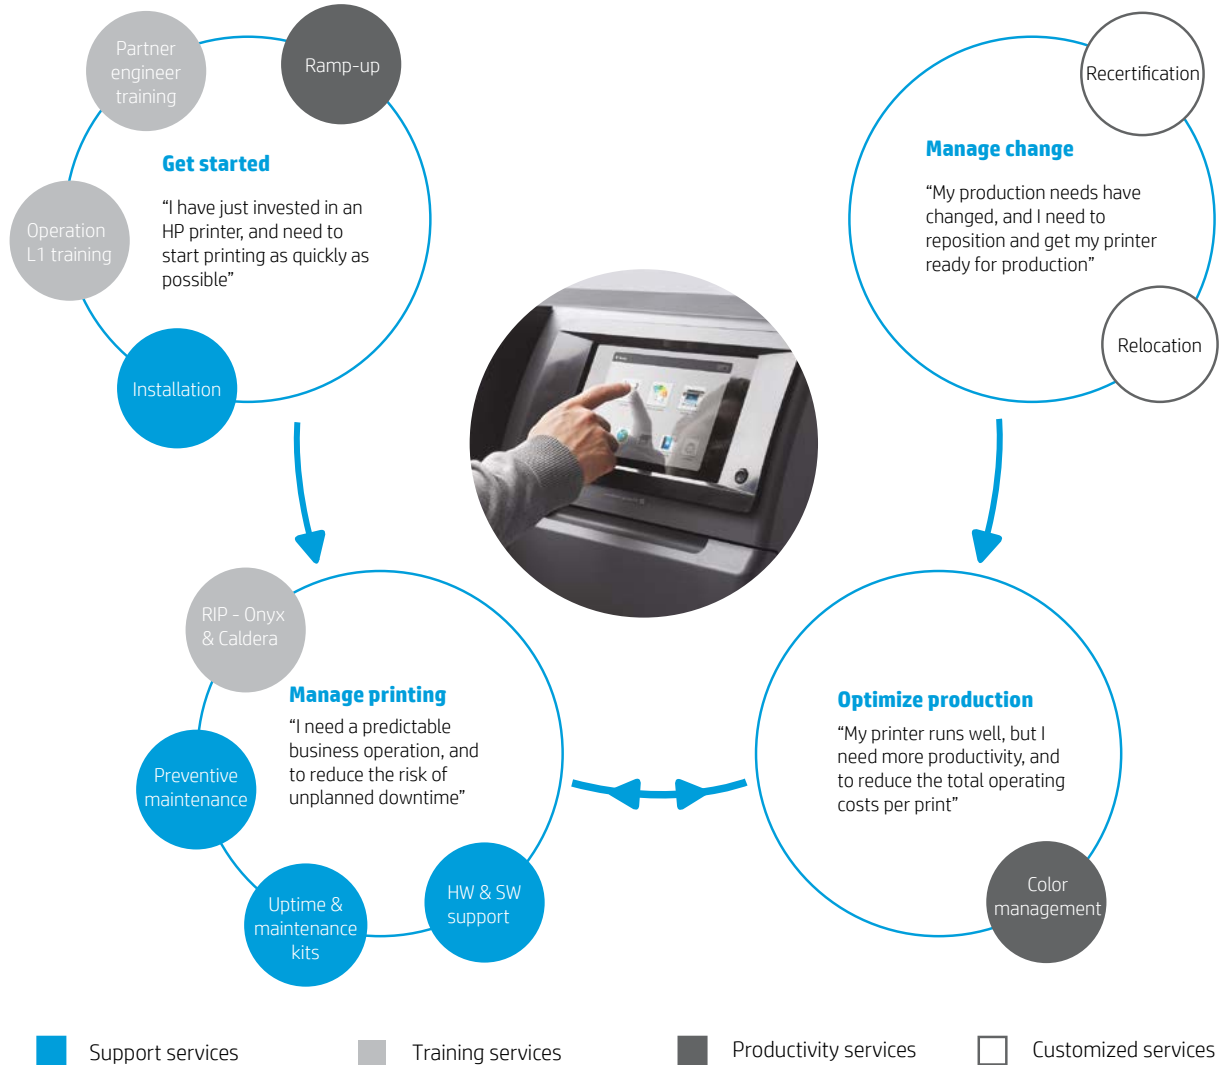 Partner
engineer
training
Ramp-up
Get started
“I have just invested in an
HP printer, and need to
start printing as quickly as
possible”
Operation
L1 training
Installation
Recertification
Manage change
“My production needs have
changed, and I need to
reposition and get my printer
ready for production”
Relocation
RIP - Onyx
& Caldera
Manage printing
“I need a predictable
business operation, and
to reduce the risk of
unplanned downtime”
Preventive
maintenance
Uptime &
maintenance
kits
HW & SW
support
Optimize production
“My printer runs well, but I
need more productivity, and
to reduce the total operating
costs per print”
Color
management
Support services
Training services
Productivity services
Customized services